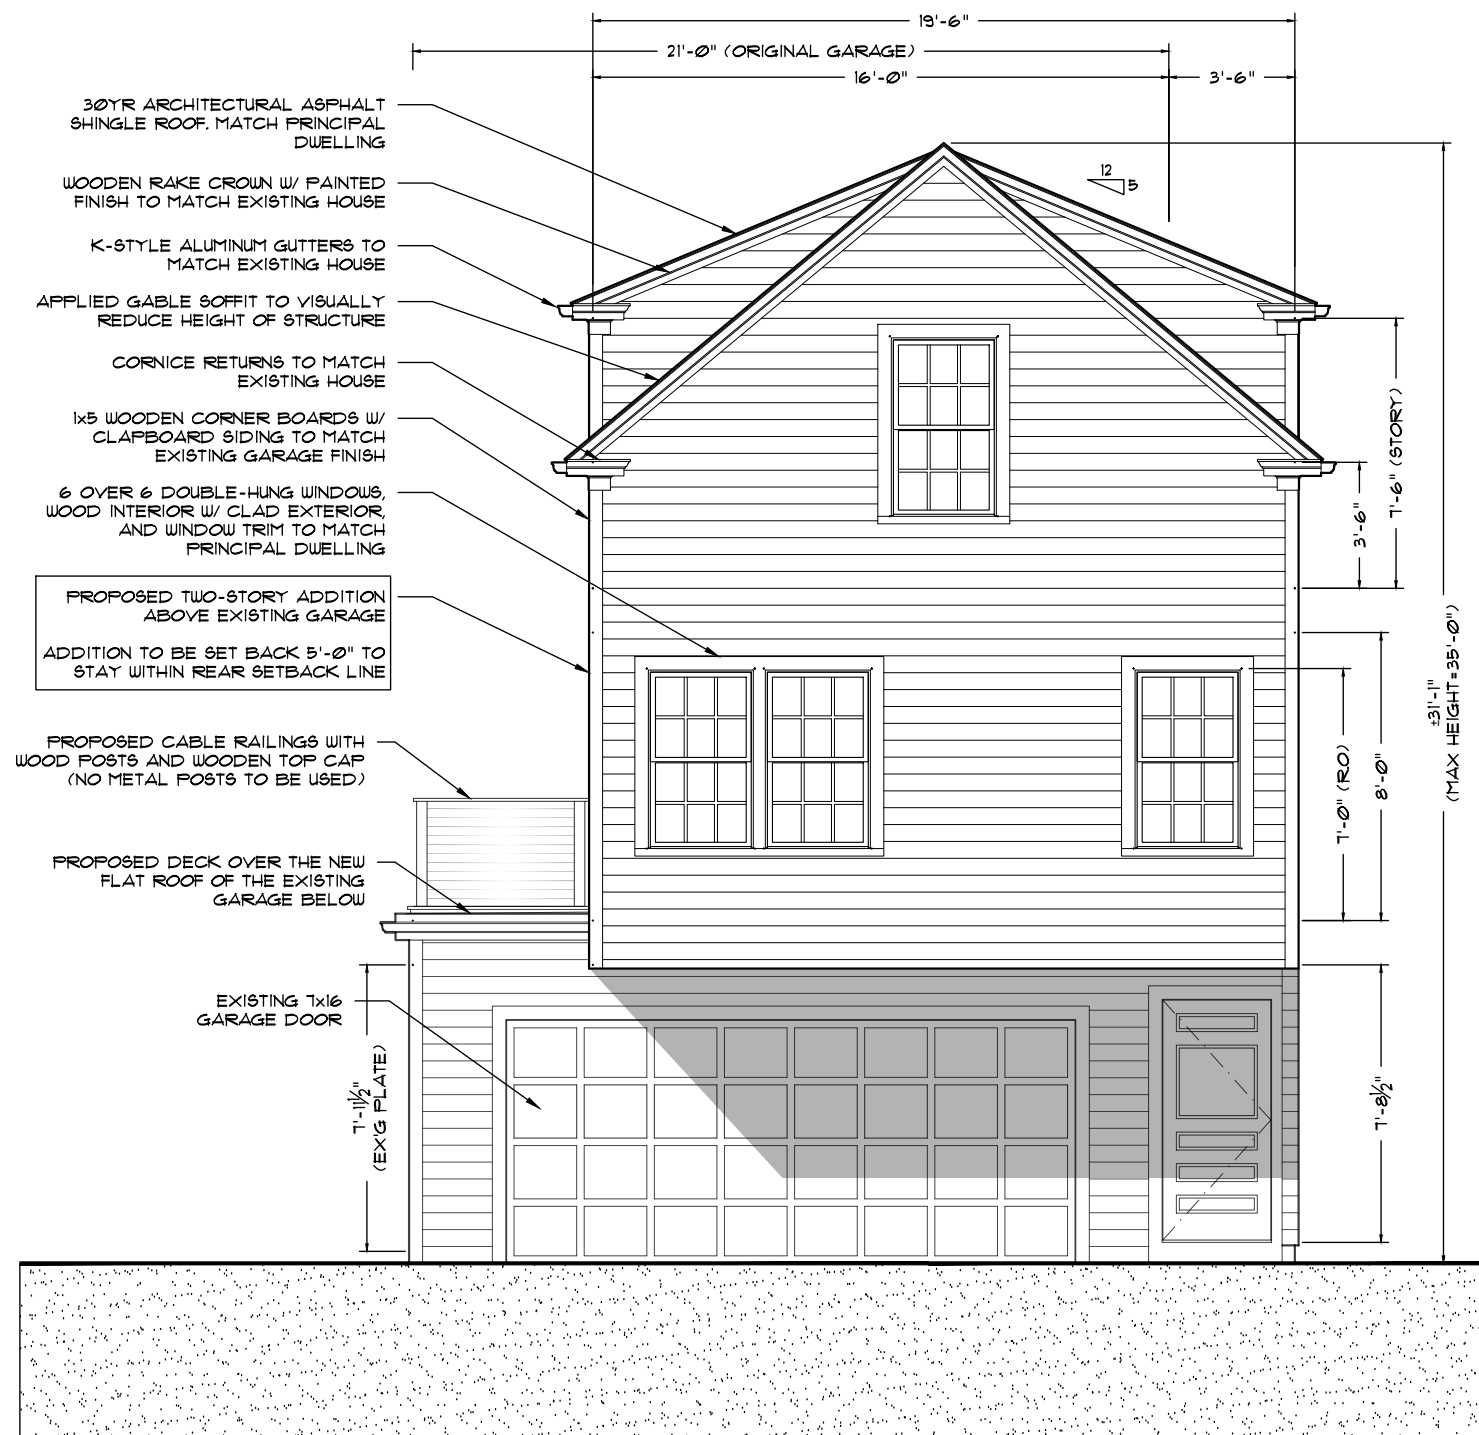 19'-6"
21'-0" (ORIGINAL GARAGE)
16'-0"
3'-6"
30YR ARCHITECTURAL ASPHALT
SHINGLE ROOF. MATCH PRINCIPAL
DWELLING
12
5
WOODEN RAKE CROWN W/ PAINTED
FINISH TO MATCH EXISTING HOUSE
K-STYLE ALUMINUM GUTTERS TO
MATCH EXISTING HOUSE
APPLIED GABLE SOFFIT TO VISUALLY
REDUCE HEIGHT OF STRUCTURE
CORNICE RETURNS TO MATCH
EXISTING HOUSE
1x5 WOODEN CORNER BOARDS W/
CLAPBOARD SIDING TO MATCH
EXISTING GARAGE FINISH
6 OVER 6 DOUBLE-HUNG WINDOWS,
WOOD INTERIOR W/ CLAD EXTERIOR,
AND WINDOW TRIM TO MATCH
PRINCIPAL DWELLING
PROPOSED TWO-STORY ADDITION
ABOVE EXISTING GARAGE
ADDITION TO BE SET BACK 5'-0" TO
STAY WITHIN REAR SETBACK LINE
PROPOSED CABLE RAILINGS WITH
WOOD POSTS AND WOODEN TOP CAP
(NO METAL POSTS TO BE USED)
PROPOSED DECK OVER THE NEW
FLAT ROOF OF THE EXISTING
GARAGE BELOW
EXISTING 7x16
GARAGE DOOR
7'-11½"
(EX'G PLATE)
3'-6"
7'-6" (STORY)
7'-0" (R.O)
8'-0"
7'-8½"
±31'-1"
(MAX HEIGHT=35'-0")